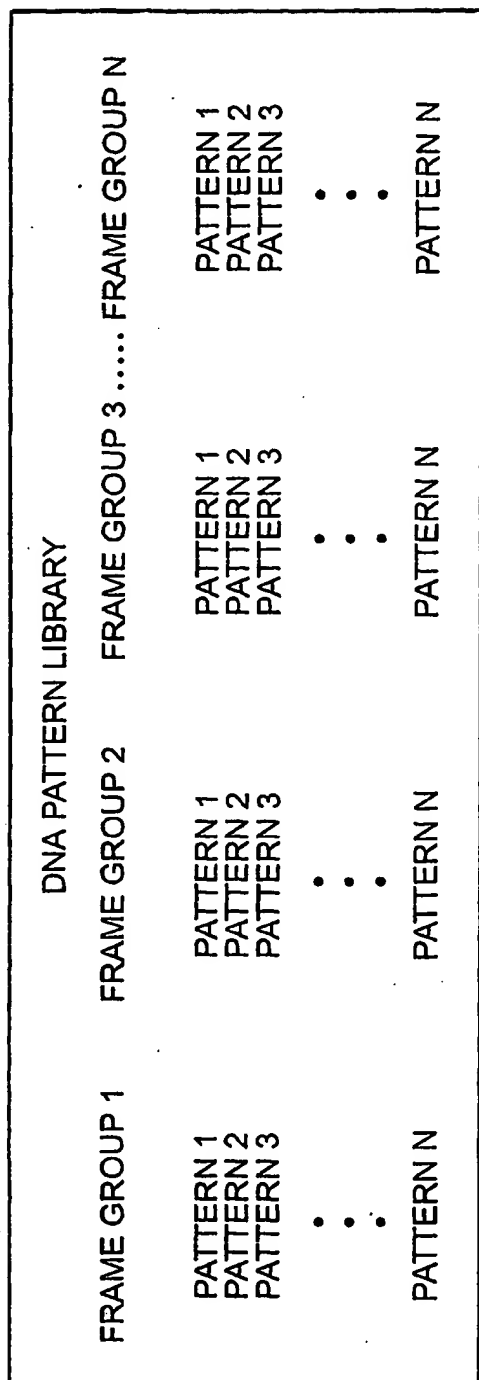 DNA PATTERN LIBRARY
FRAME GROUP 1 FRAME GROUP 2 FRAME GROUP 3 ..... FRAME GROUP N
PATTERN 1 PATTERN 1 PATTERN 1 PATTERN 1
PATTERN 2 PATTERN 2 PATTERN 2 PATTERN 2
PATTERN 3 PATTERN 3 PATTERN 3 PATTERN 3
PATTERN N PATTERN N PATTERN N PATTERN N